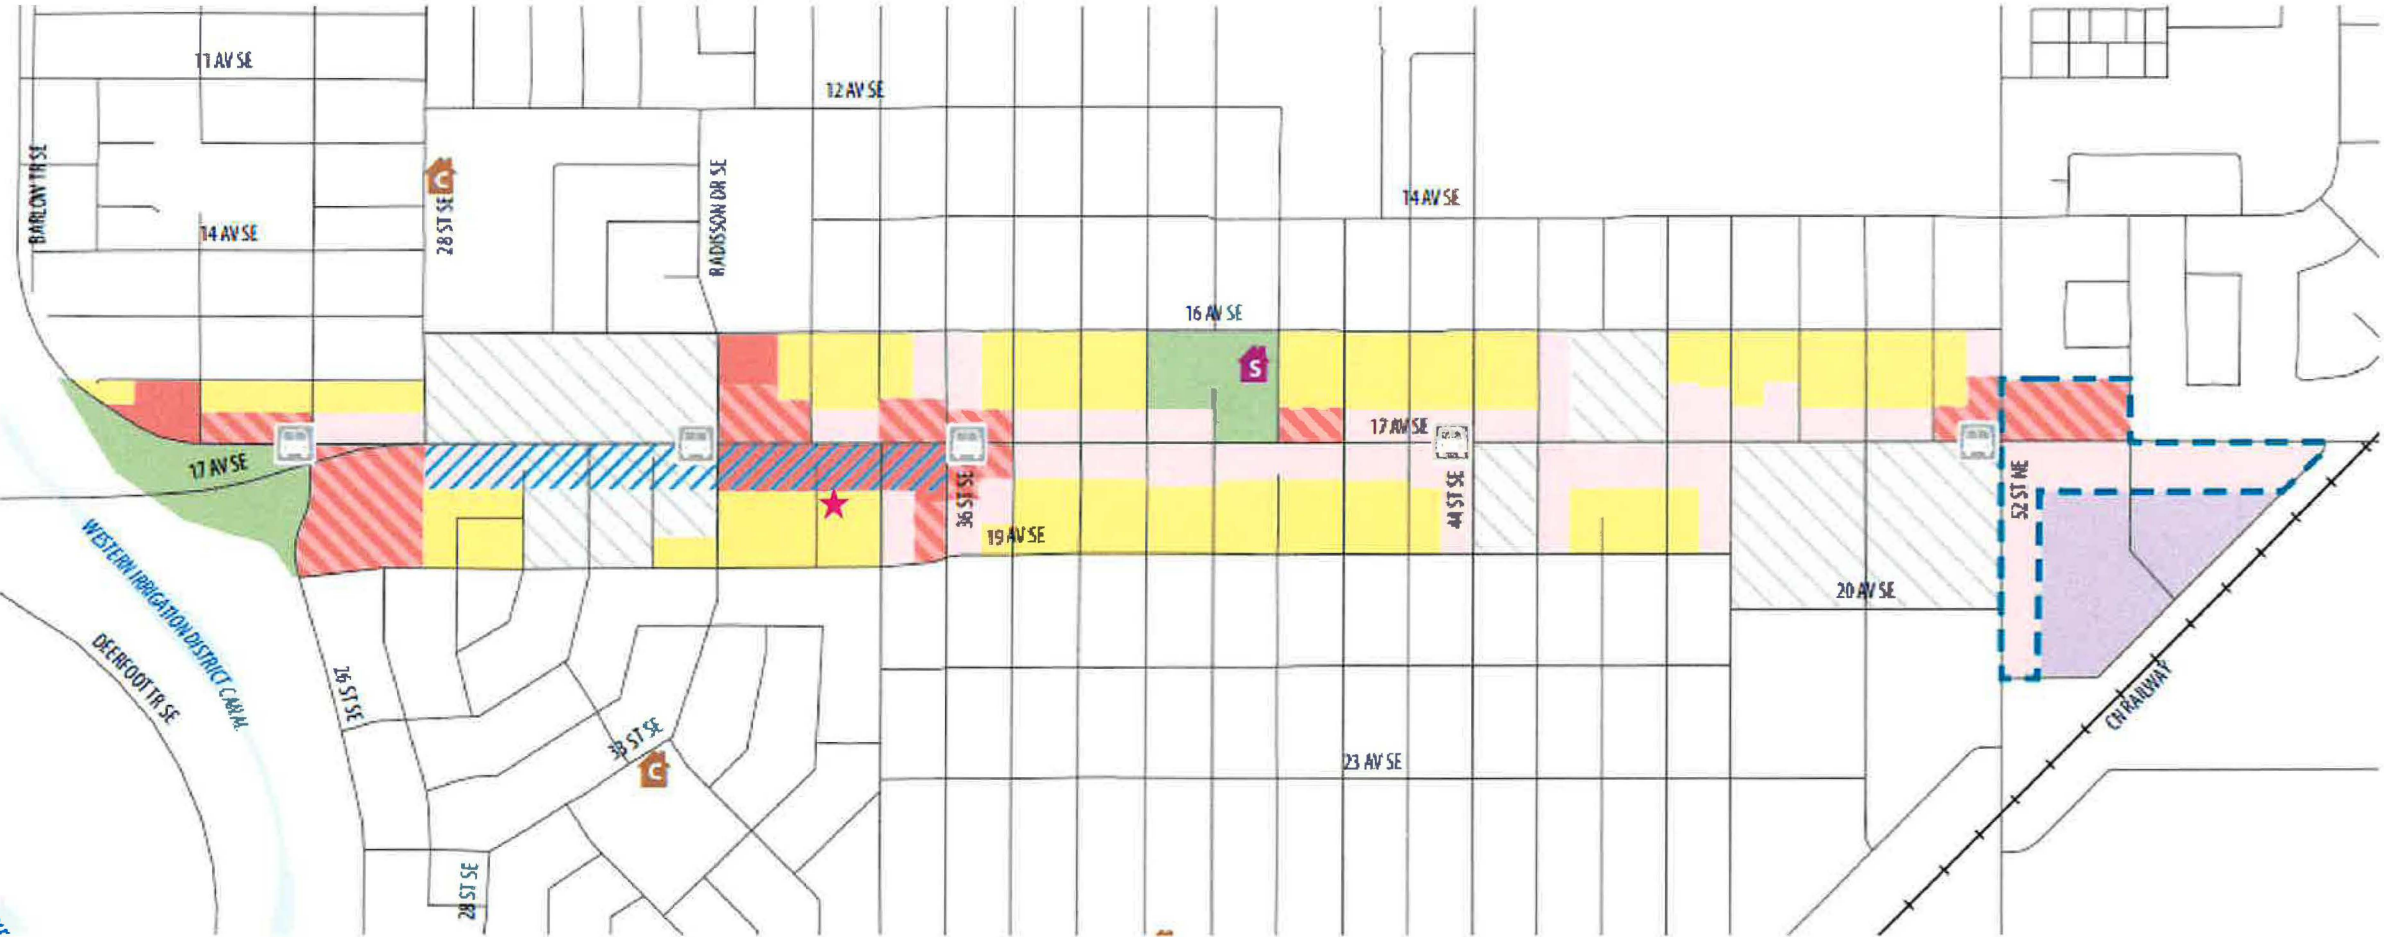 11 AV SE
12 AV SE
BARLOW TR SE
C
28 ST SE
RADISSON DR SE
14 AV SE
14 AV SE
16 AV SE
S
17 AV SE
17 AV SE
36 ST SE
44 ST SE
52 ST NE
19 AV SE
20 AV SE
WESTERN IRRIGATION DISTRICT CANAL
DEERFOOT TR SE
26 ST SE
33 ST SE
C
CN RAILWAY
23 AV SE
28 ST SE